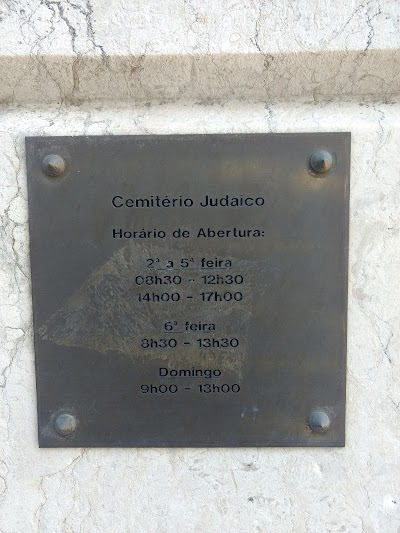 Cemitério Judaico
Horário de Abertura:
2ª a 5ª feira
08h30 - 12h30
14h00 - 17h00
6ª feira
8h30 - 13h30
Domingo
9h00 - 13h00